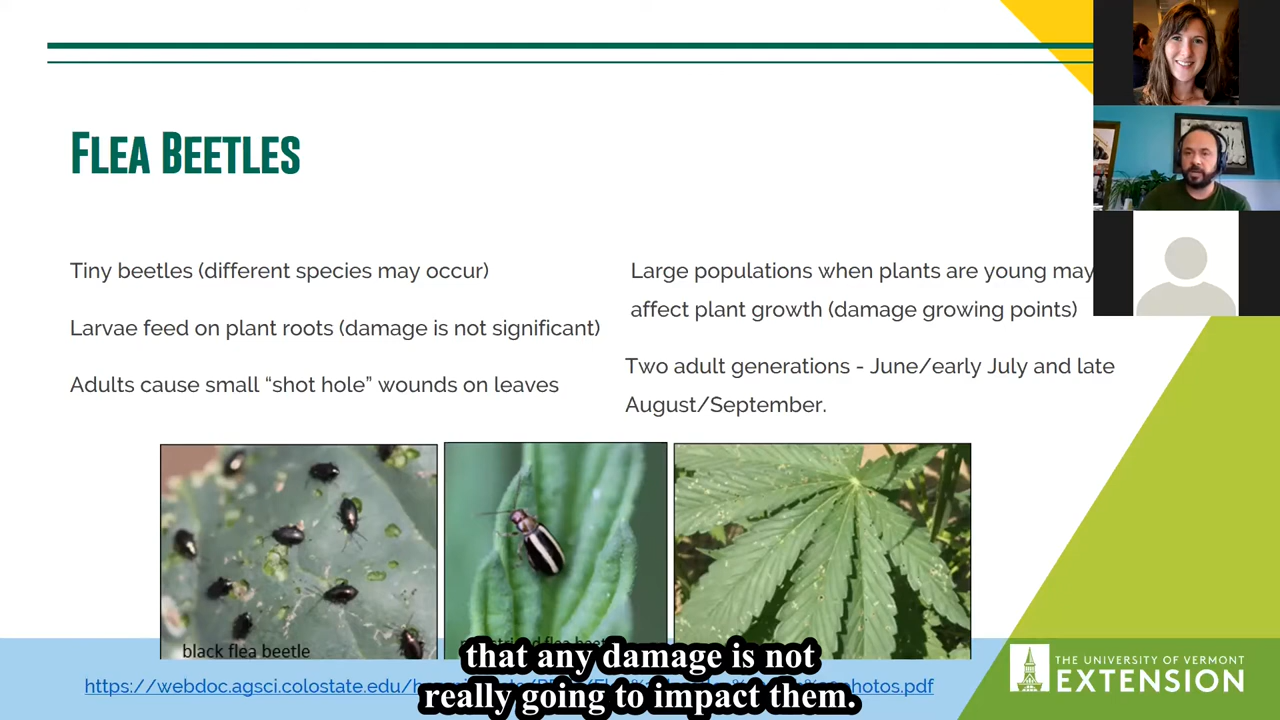 FLEA BEETLES
Tiny beetles (different species may occur)
Larvae feed on plant roots (damage is not significant)
Adults cause small “shot hole” wounds on leaves
Large populations when plants are young may
affect plant growth (damage growing points)
Two adult generations - June/early July and late
August/September.
black flea beetle
flea
that any damage is not
really going to impact them.
https://webdoc.agsci.colostate.edu/
photos.pdf
THE UNIVERSITY OF VERMONT
EXTENSION